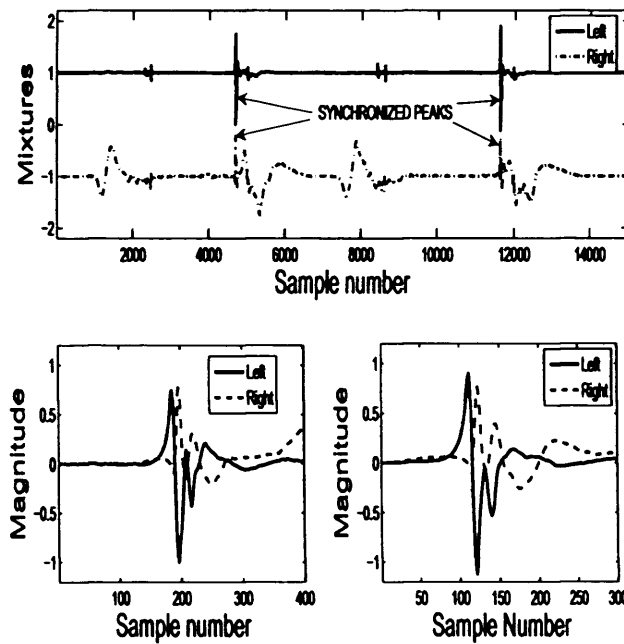 2
Left
Right
1
Mixtures
0
SYNCHRONIZED PEAKS
-1
-2
2000 4000 6000 8000 10000 12000 14000
Sample number
1
Left
Right
0.5
Magnitude
0
-0.5
-1
100 200 300 400
Sample number
1
Left
Right
0.5
Magnitude
0
-0.5
-1
50 100 150 200 250 300
Sample Number